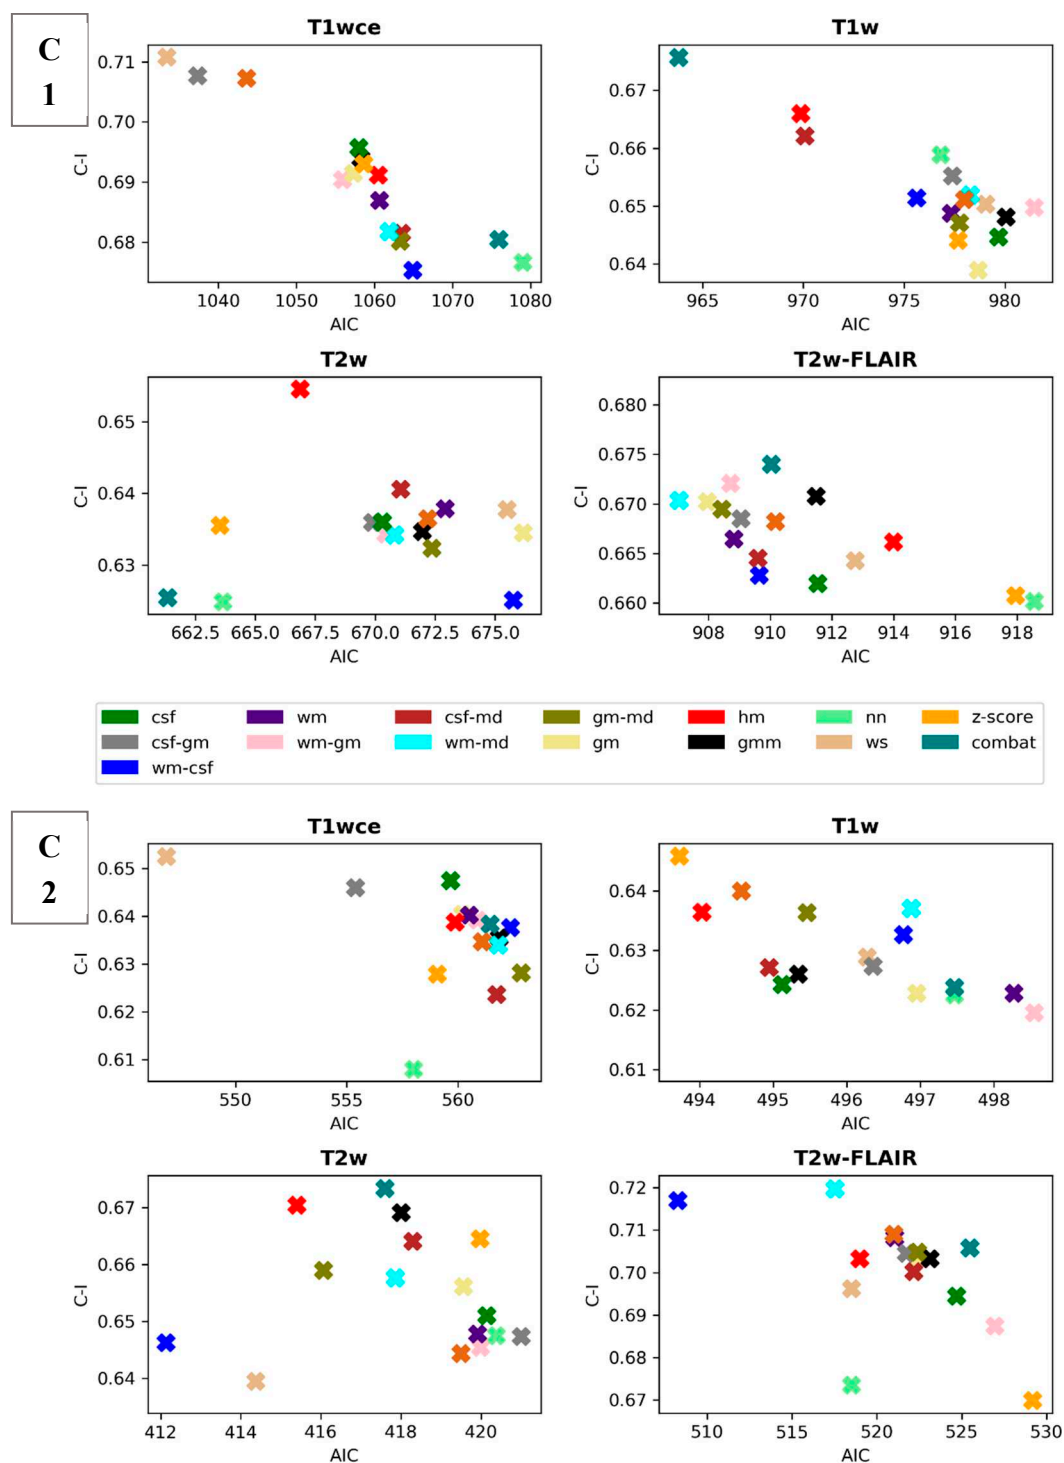 C
1
T1wce
0.71
0.70
0.69
0.68
C-I
1040 1050 1060 1070 1080
AIC
T1w
0.67
0.66
0.65
0.64
C-I
965 970 975 980
AIC
T2w
0.65
0.64
0.63
C-I
662.5 665.0 667.5 670.0 672.5 675.0
AIC
T2w-FLAIR
0.680
0.675
0.670
0.665
0.660
C-I
908 910 912 914 916 918
AIC
csf wm csf-md gm-md hm nn z-score
csf-gm wm-gm wm-md gm gmm ws combat
wm-csf
C
2
T1wce
0.65
0.64
0.63
0.62
0.61
C-I
550 555 560
AIC
T1w
0.64
0.63
0.62
0.61
C-I
494 495 496 497 498
AIC
T2w
0.67
0.66
0.65
0.64
C-I
412 414 416 418 420
AIC
T2w-FLAIR
0.72
0.71
0.70
0.69
0.68
0.67
C-I
510 515 520 525 530
AIC